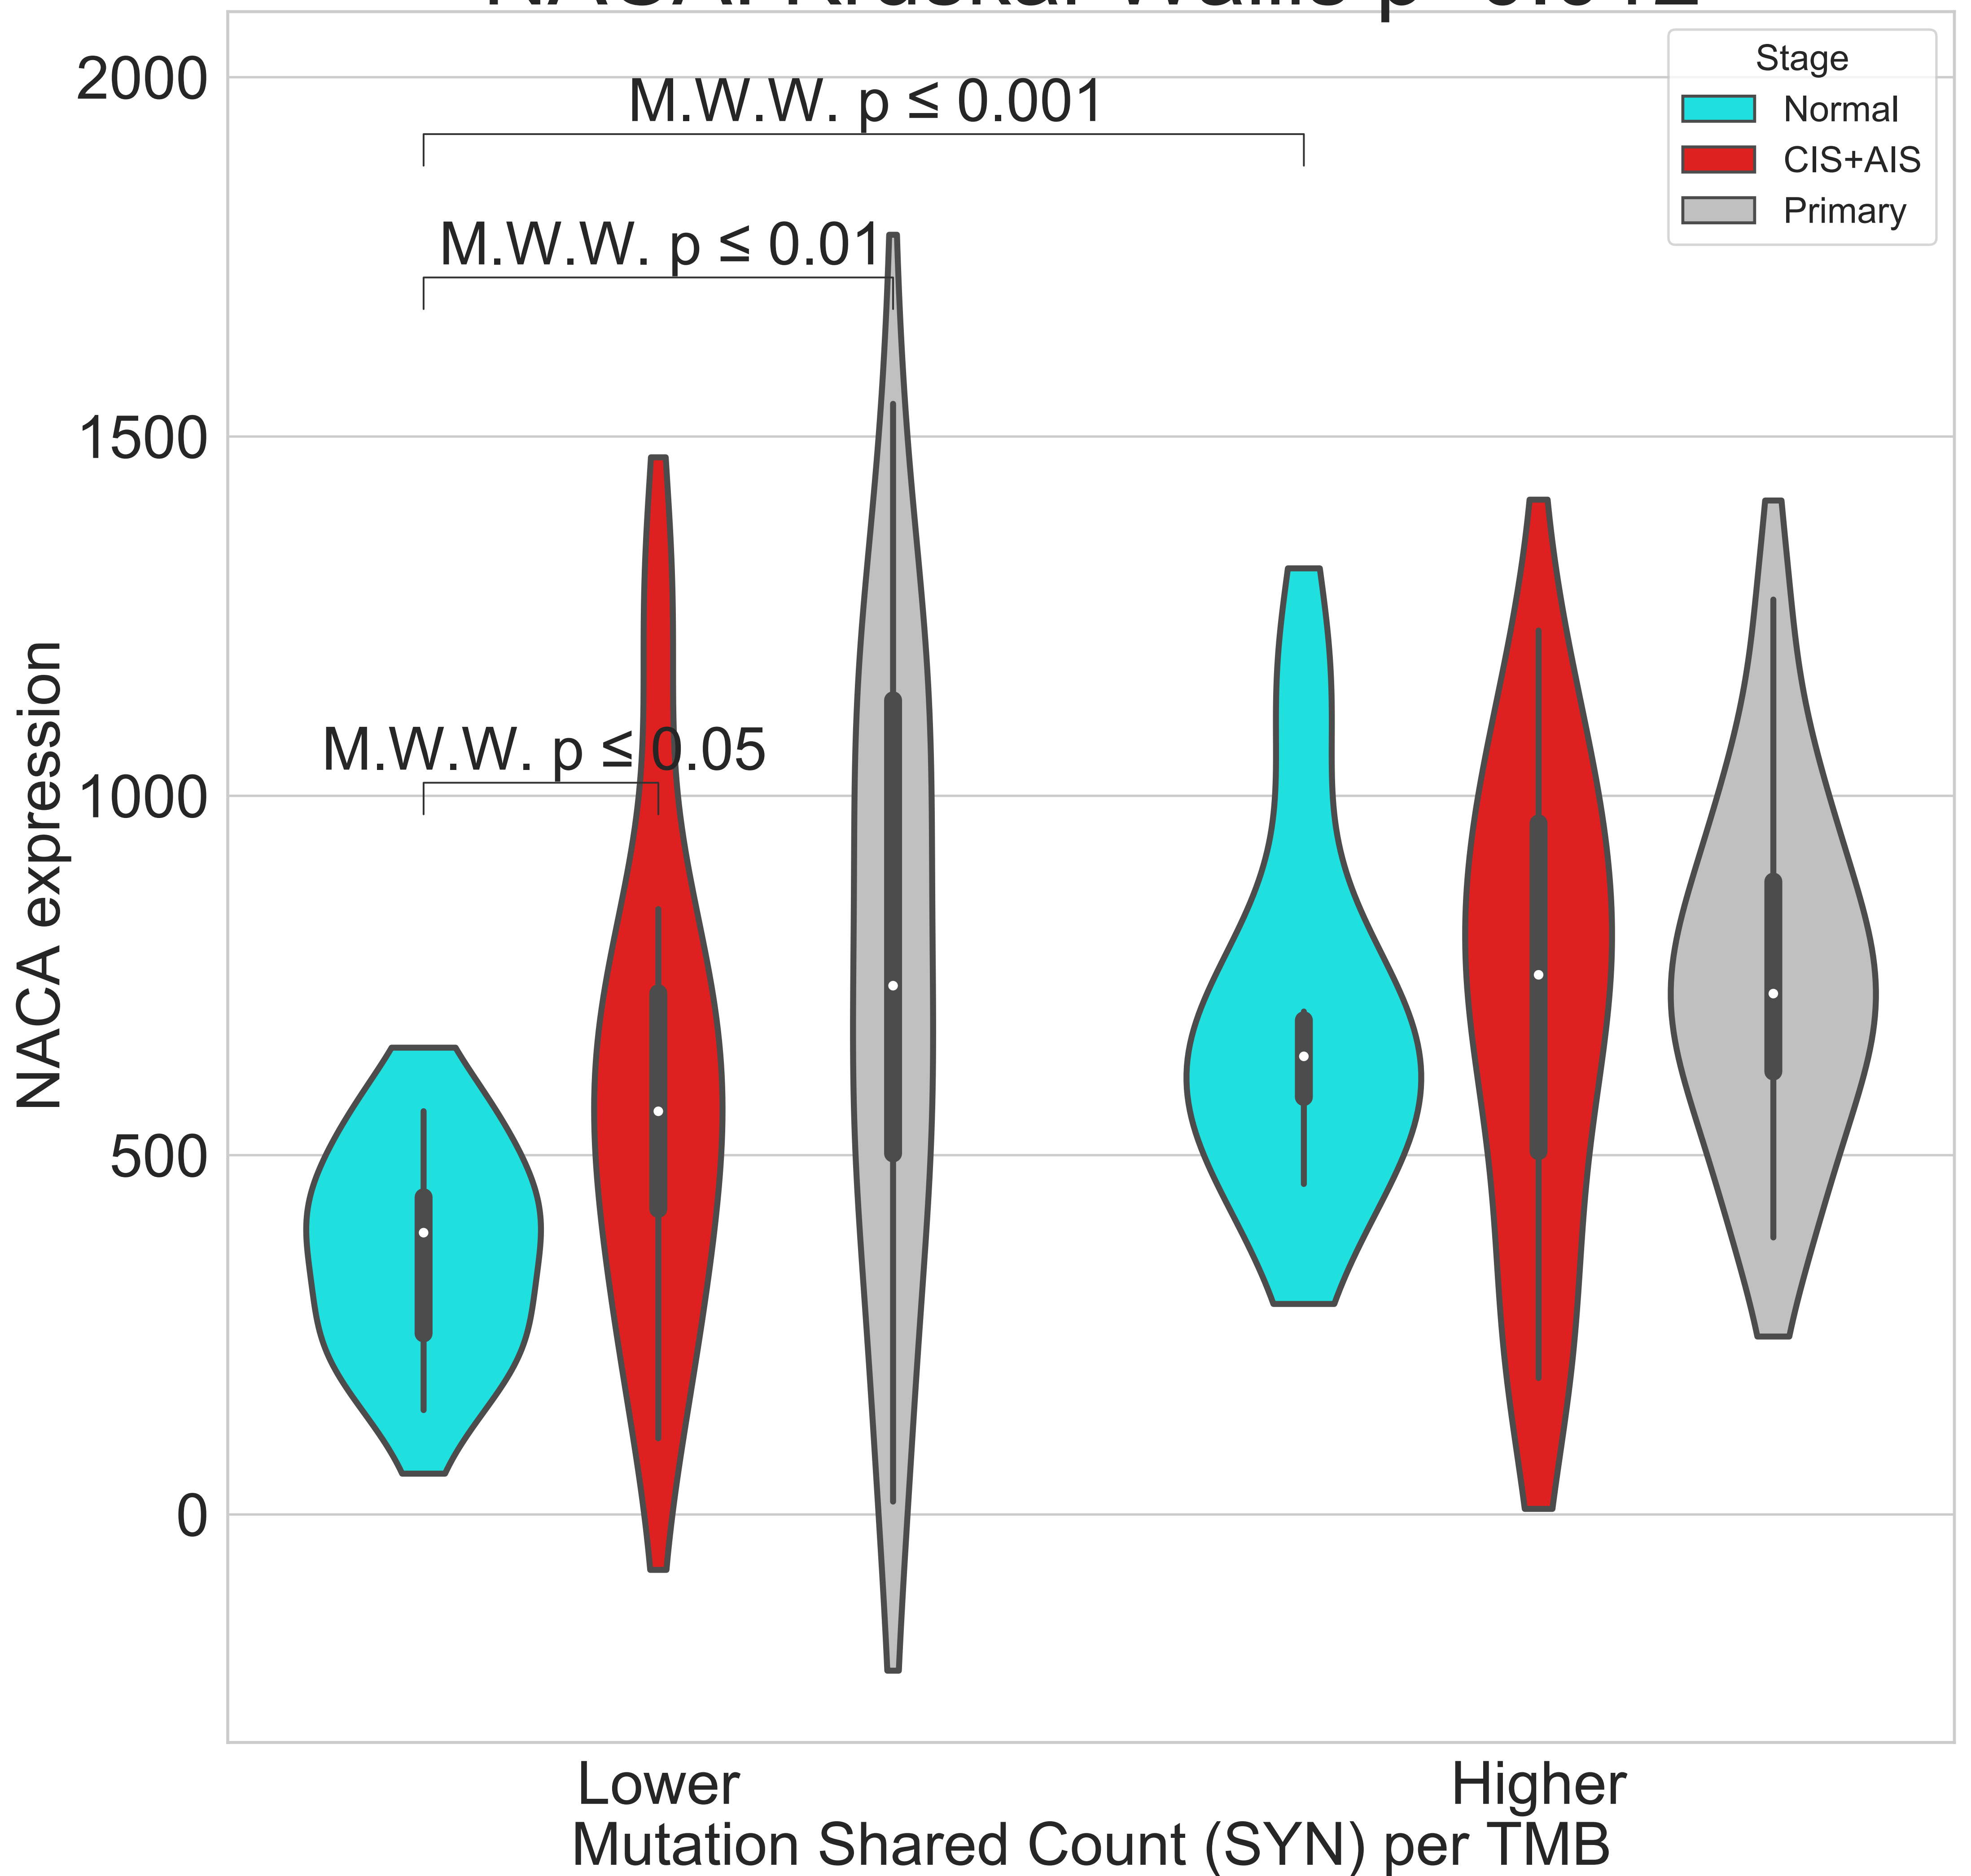 Stage
Normal
CIS+AIS
Primary
M.W.W. p ≤ 0.001
M.W.W. p ≤ 0.01
M.W.W. p ≤ 0.05
2000
1500
1000
500
0
NACA expression
Lower
Higher
Mutation Shared Count (SYN) per TMB